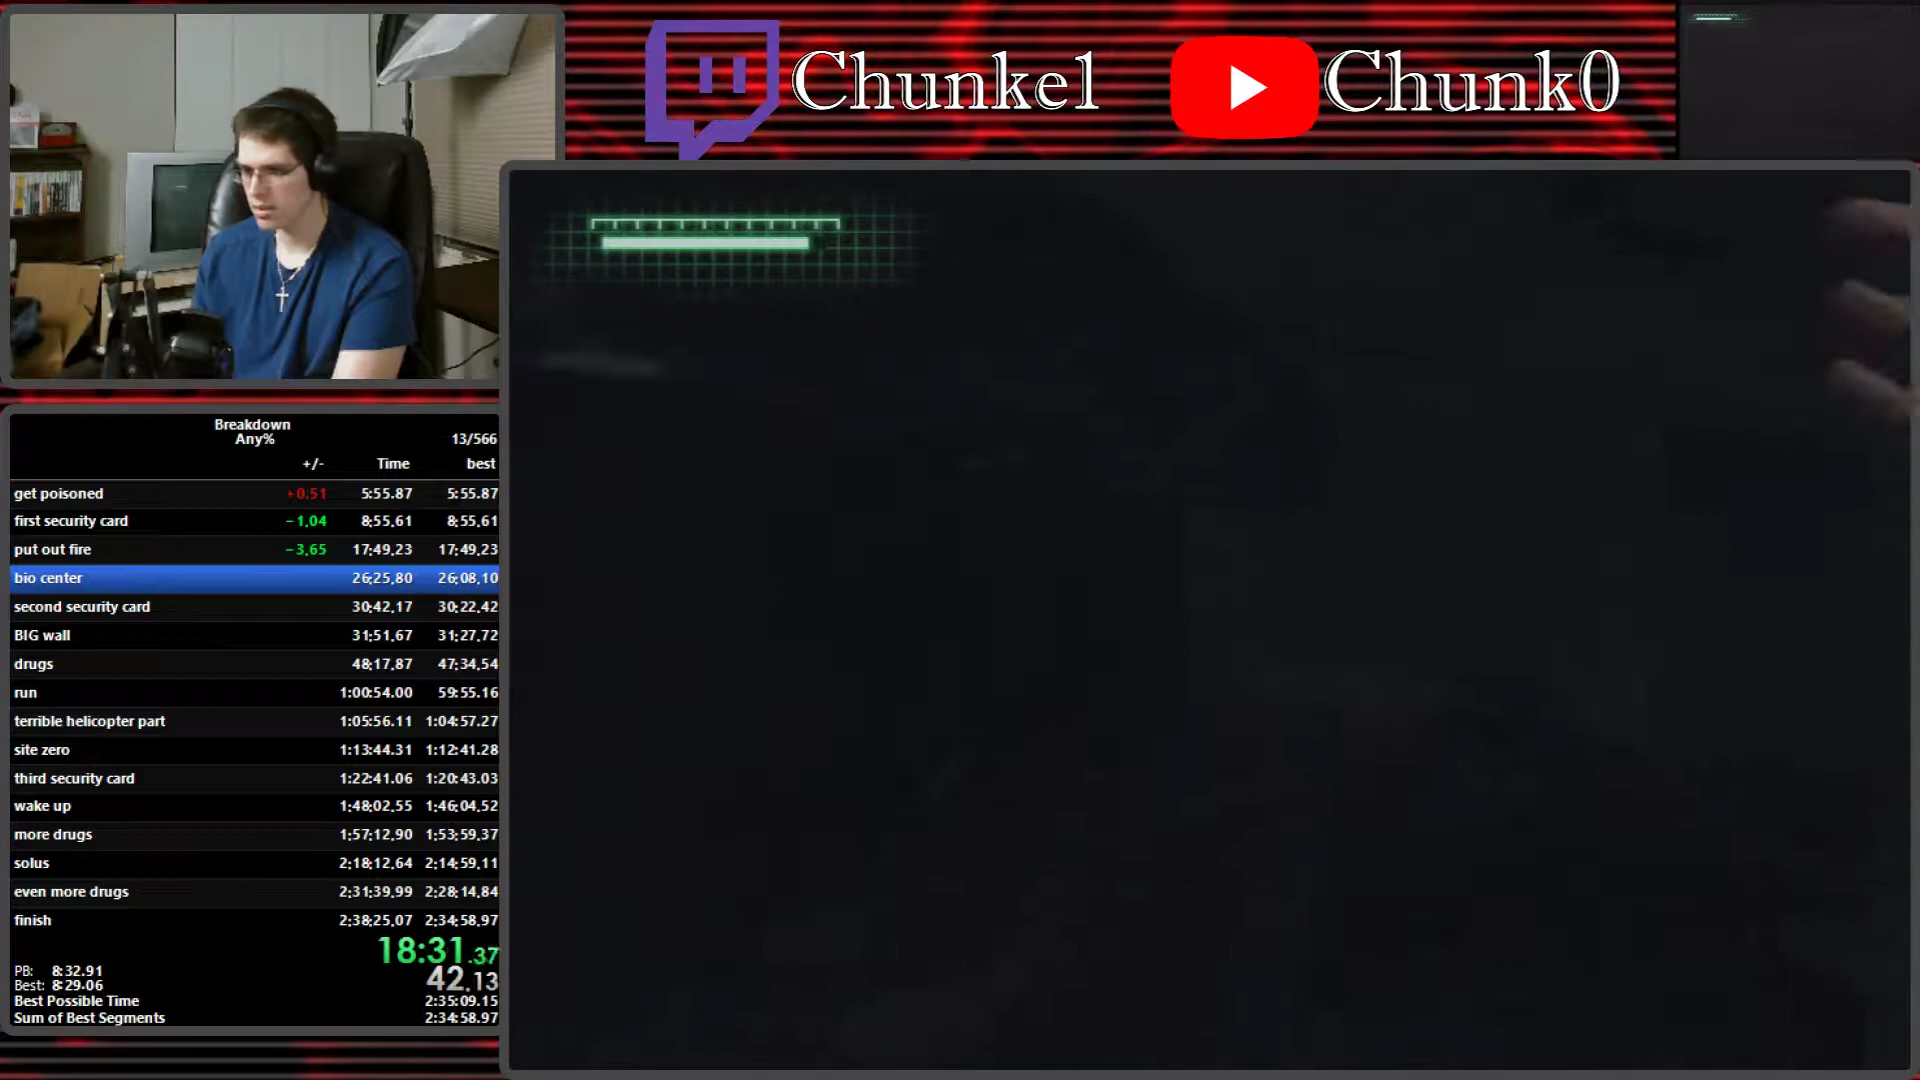 Chunke1
Chunk0
Breakdown
Any% 13/566
+/- Time best
get poisoned +0.51 5:55.87 5:55.87
first security card -1.04 8:55.61 8:55.61
put out fire -3.65 17:49.23 17:49.23
bio center 26:25.80 26:08.10
second security card 30:42.17 30:22.42
BIG wall 31:51.67 31:27.72
drugs 48:17.87 47:34.54
run 1:00:54.00 59:55.16
terrible helicopter part 1:05:56.11 1:04:57.27
site zero 1:13:44.31 1:12:41.28
third security card 1:22:41.06 1:20:43.03
wake up 1:48:02.55 1:46:04.52
more drugs 1:57:12.90 1:53:59.37
solus 2:18:12.64 2:14:59.11
even more drugs 2:31:39.99 2:28:14.84
finish 2:38:25.07 2:34:58.97
18:31.37
PB: 8:32.91 42.13
Best: 8:29.06
Best Possible Time 2:35:09.15
Sum of Best Segments 2:34:58.97